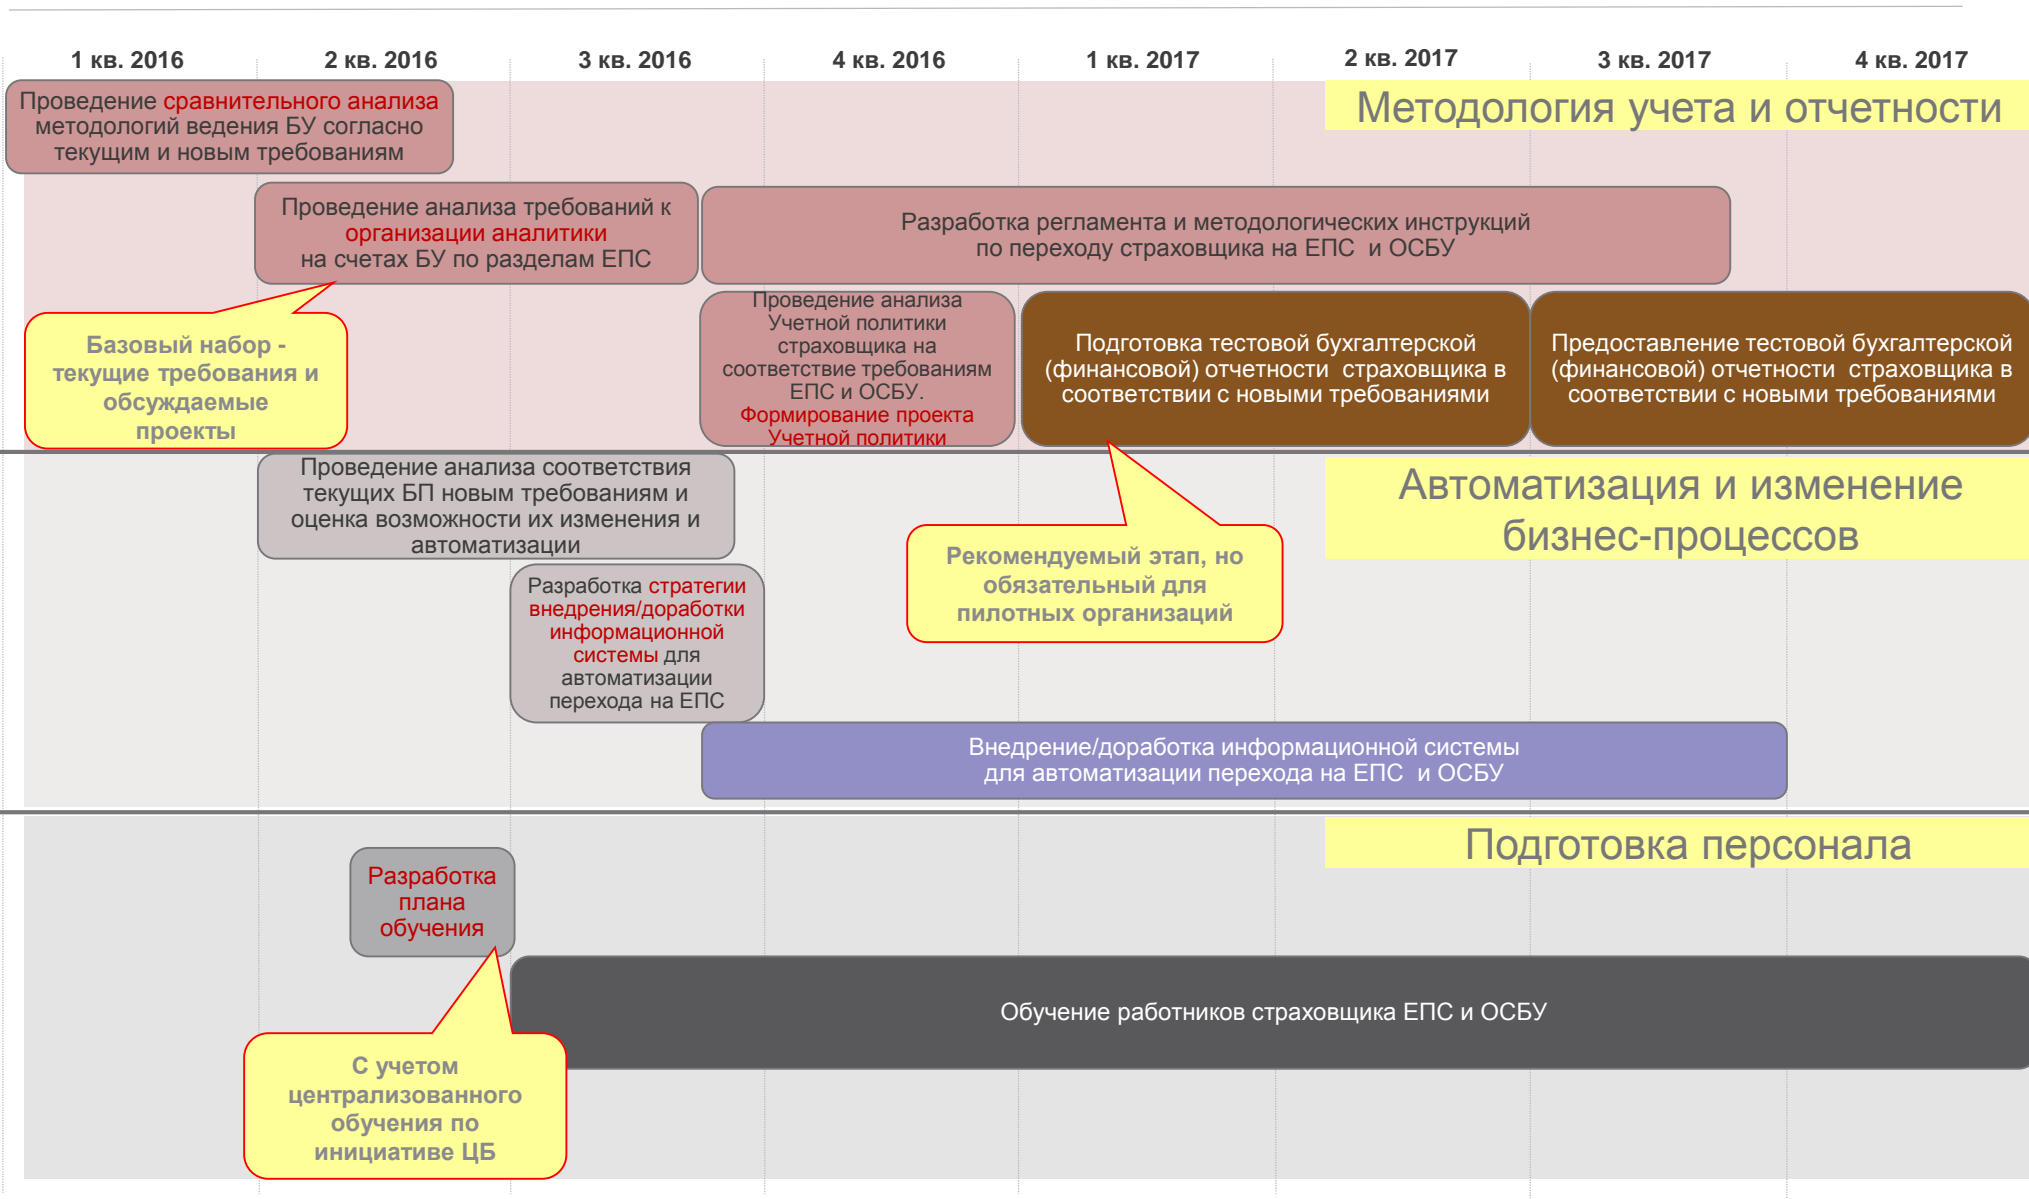 1 кв. 2016
2 кв. 2016
3 кв. 2016
4 кв. 2016
1 кв. 2017
2 кв. 2017
3 кв. 2017
4 кв. 2017
Методология учета и отчетности
Проведение сравнительного анализа
методологий ведения БУ согласно
текущим и новым требованиям
Проведение анализа требований к
организации аналитики
на счетах БУ по разделам ЕПС
Разработка регламента и методологических инструкций
по переходу страховщика на ЕПС и ОСБУ
Базовый набор -
текущие требования и
обсуждаемые
проекты
Проведение анализа
Учетной политики
страховщика на
соответствие требованиям
ЕПС и ОСБУ.
Формирование проекта
Учетной политики
Подготовка тестовой бухгалтерской
(финансовой) отчетности страховщика в
соответствии с новыми требованиями
Предоставление тестовой бухгалтерской
(финансовой) отчетности страховщика в
соответствии с новыми требованиями
Автоматизация и изменение
бизнес-процессов
Проведение анализа соответствия
текущих БП новым требованиям и
оценка возможности их изменения и
автоматизации
Рекомендуемый этап, но
обязательный для
пилотных организаций
Разработка стратегии
внедрения/доработки
информационной
системы для
автоматизации
перехода на ЕПС
Внедрение/доработка информационной системы
для автоматизации перехода на ЕПС и ОСБУ
Подготовка персонала
Разработка
плана
обучения
Обучение работников страховщика ЕПС и ОСБУ
С учетом
централизованного
обучения по
инициативе ЦБ